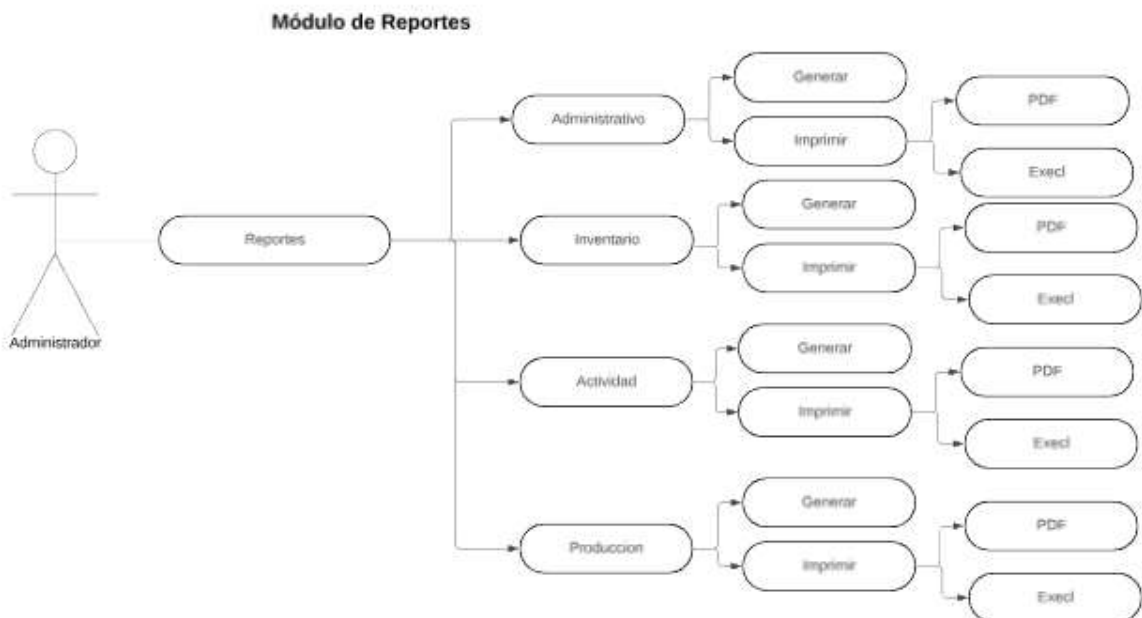 Módulo de Reportes
Generar
PDF
Administrativo
Imprimir
Execl
Generar
PDF
Reportes
Inventario
Imprimir
Execl
Administrador
Generar
PDF
Actividad
Imprimir
Execl
Generar
PDF
Produccion
Imprimir
Execl